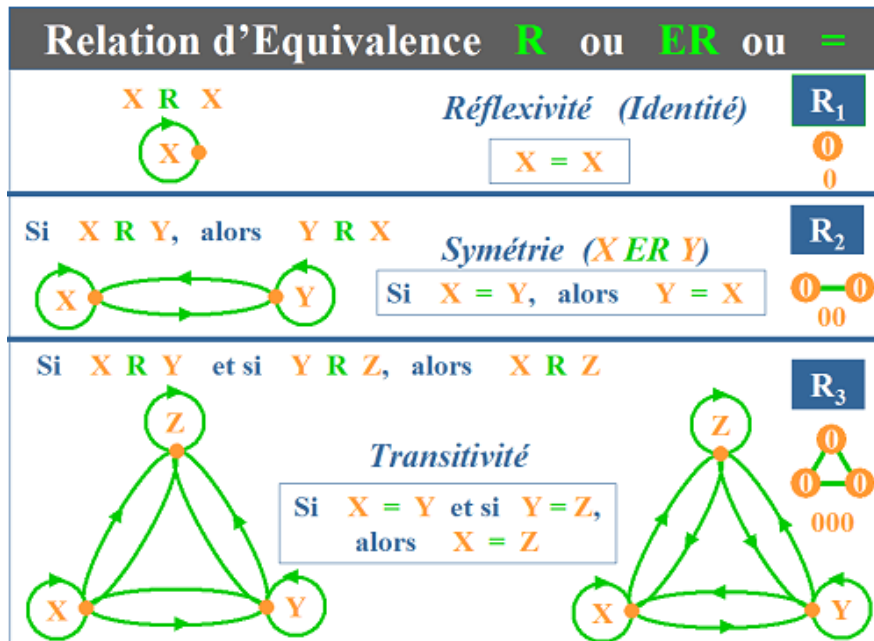 Relation d'Equivalence R ou ER ou =
X R X
X
Réflexivité (Identité)
X = X
R1
0
0
Si X R Y, alors Y R X
X
Y
Symétrie (X ER Y)
Si X = Y, alors Y = X
R2
0 0
00
Si X R Y et si Y R Z, alors X R Z
Z
X
Y
Transitivité
Si X = Y et si Y = Z,
alors X = Z
Z
X
Y
R3
0
0 0
000